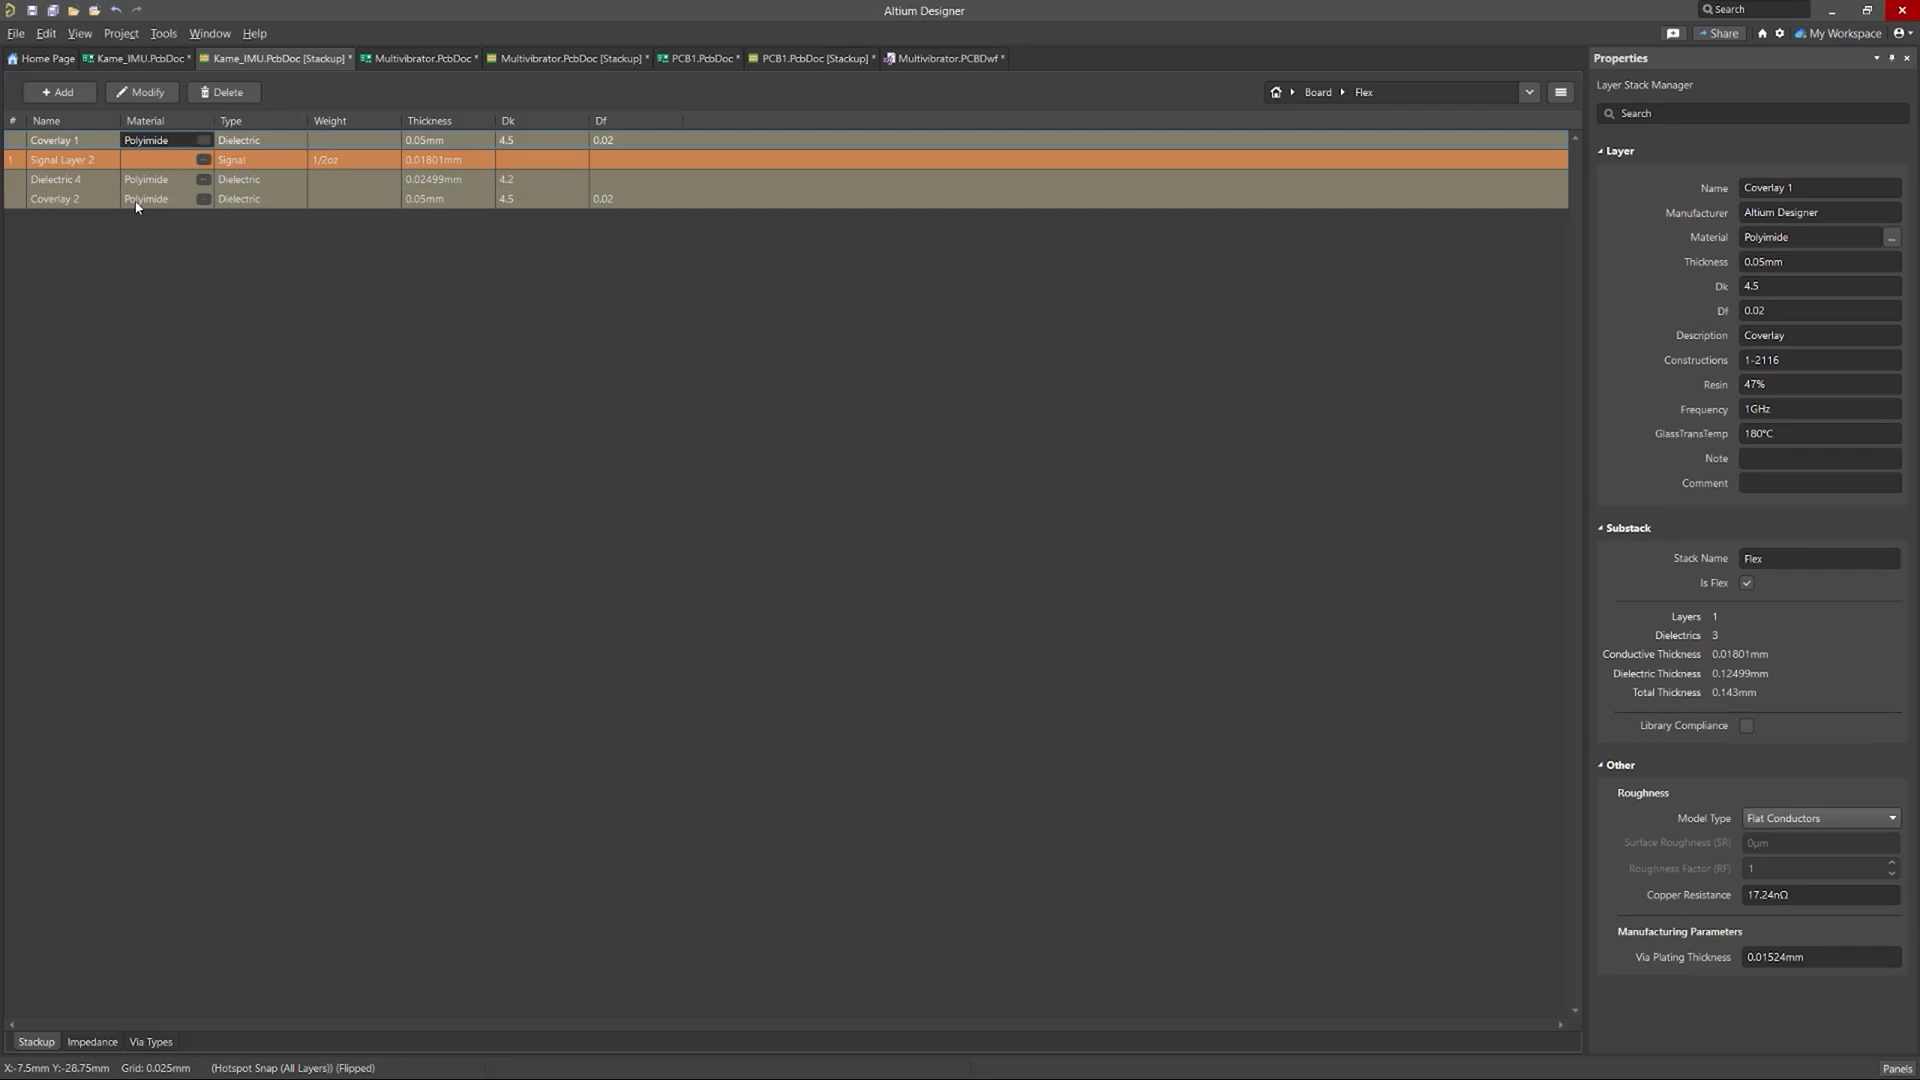 Altium Designer
Search
File Edit View Project Tools Window Help
Share My Workspace
Home Page Kame_IMU.PcbDoc * Kame_IMU.PcbDoc [Stackup] * Multivibrator.PcbDoc * Multivibrator.PcbDoc [Stackup] * PCB1.PcbDoc * PCB1.PcbDoc [Stackup] * Multivibrator.PCBDwf *
+ Add Modify Delete
Board Flex
# Name Material Type Weight Thickness Dk Df
Coverlay 1 Polyimide Dielectric 0.05mm 4.5 0.02
1 Signal Layer 2 Signal 1/2oz 0.01801mm
Dielectric 4 Polyimide Dielectric 0.02499mm 4.2
Coverlay 2 Polyimide Dielectric 0.05mm 4.5 0.02
Stackup Impedance Via Types
X:-7.5mm Y:-28.75mm Grid: 0.025mm (Hotspot Snap (All Layers)) (Flipped)
Properties
Layer Stack Manager
Search
Layer
Name Coverlay 1
Manufacturer Altium Designer
Material Polyimide ...
Thickness 0.05mm
Dk 4.5
Df 0.02
Description Coverlay
Constructions 1-2116
Resin 47%
Frequency 1GHz
GlassTransTemp 180°C
Note
Comment
Substack
Stack Name Flex
Is Flex
Layers 1
Dielectrics 3
Conductive Thickness 0.01801mm
Dielectric Thickness 0.12499mm
Total Thickness 0.143mm
Library Compliance
Other
Roughness
Model Type Flat Conductors
Surface Roughness (SR) 0µm
Roughness Factor (RF) 1
Copper Resistance 17.24nΩ
Manufacturing Parameters
Via Plating Thickness 0.01524mm
Panels